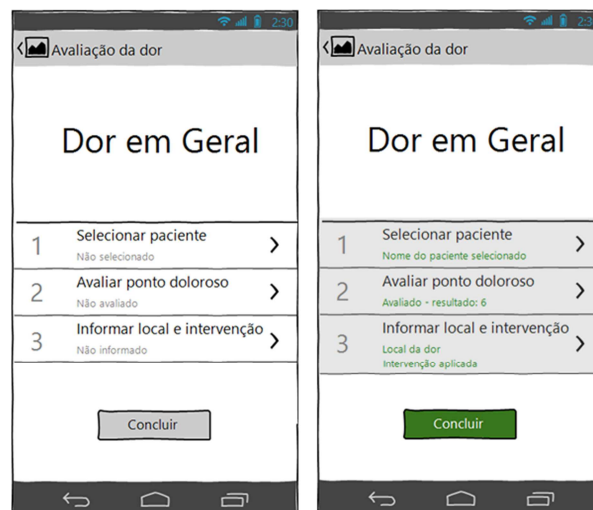 2:30
Avaliação da dor
Dor em Geral
1
Selecionar paciente
Não selecionado
2
Avaliar ponto doloroso
Não avaliado
3
Informar local e intervenção
Não informado
Concluir
Avaliação da dor
Dor em Geral
1
Selecionar paciente
Nome do paciente selecionado
2
Avaliar ponto doloroso
Avaliado - resultado: 6
3
Informar local e intervenção
Local da dor
Intervenção aplicada
Concluir